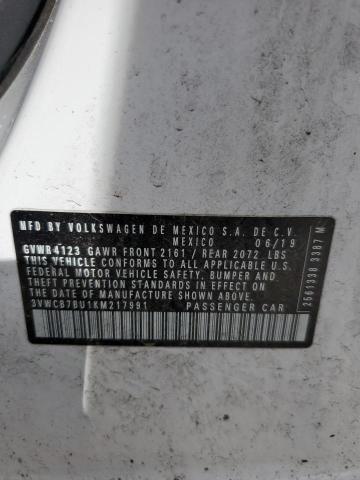 MFD BY VOLKSWAGEN DE MEXICO S.A. DE C.V.
MEXICO 06/19
GVWR 4123 GAWR FRONT 2161 / REAR 2072 LBS
THIS VEHICLE CONFORMS TO ALL APPLICABLE
FEDERAL MOTOR VEHICLE SAFETY, BUMPER, AND
THEFT PREVENTION STANDARDS IN EFFECT ON THE
DATE OF MANUFACTURE SHOWN ABOVE.
3VWCB7BU1KM217991 PASSENGER CAR
2561338 3387 M